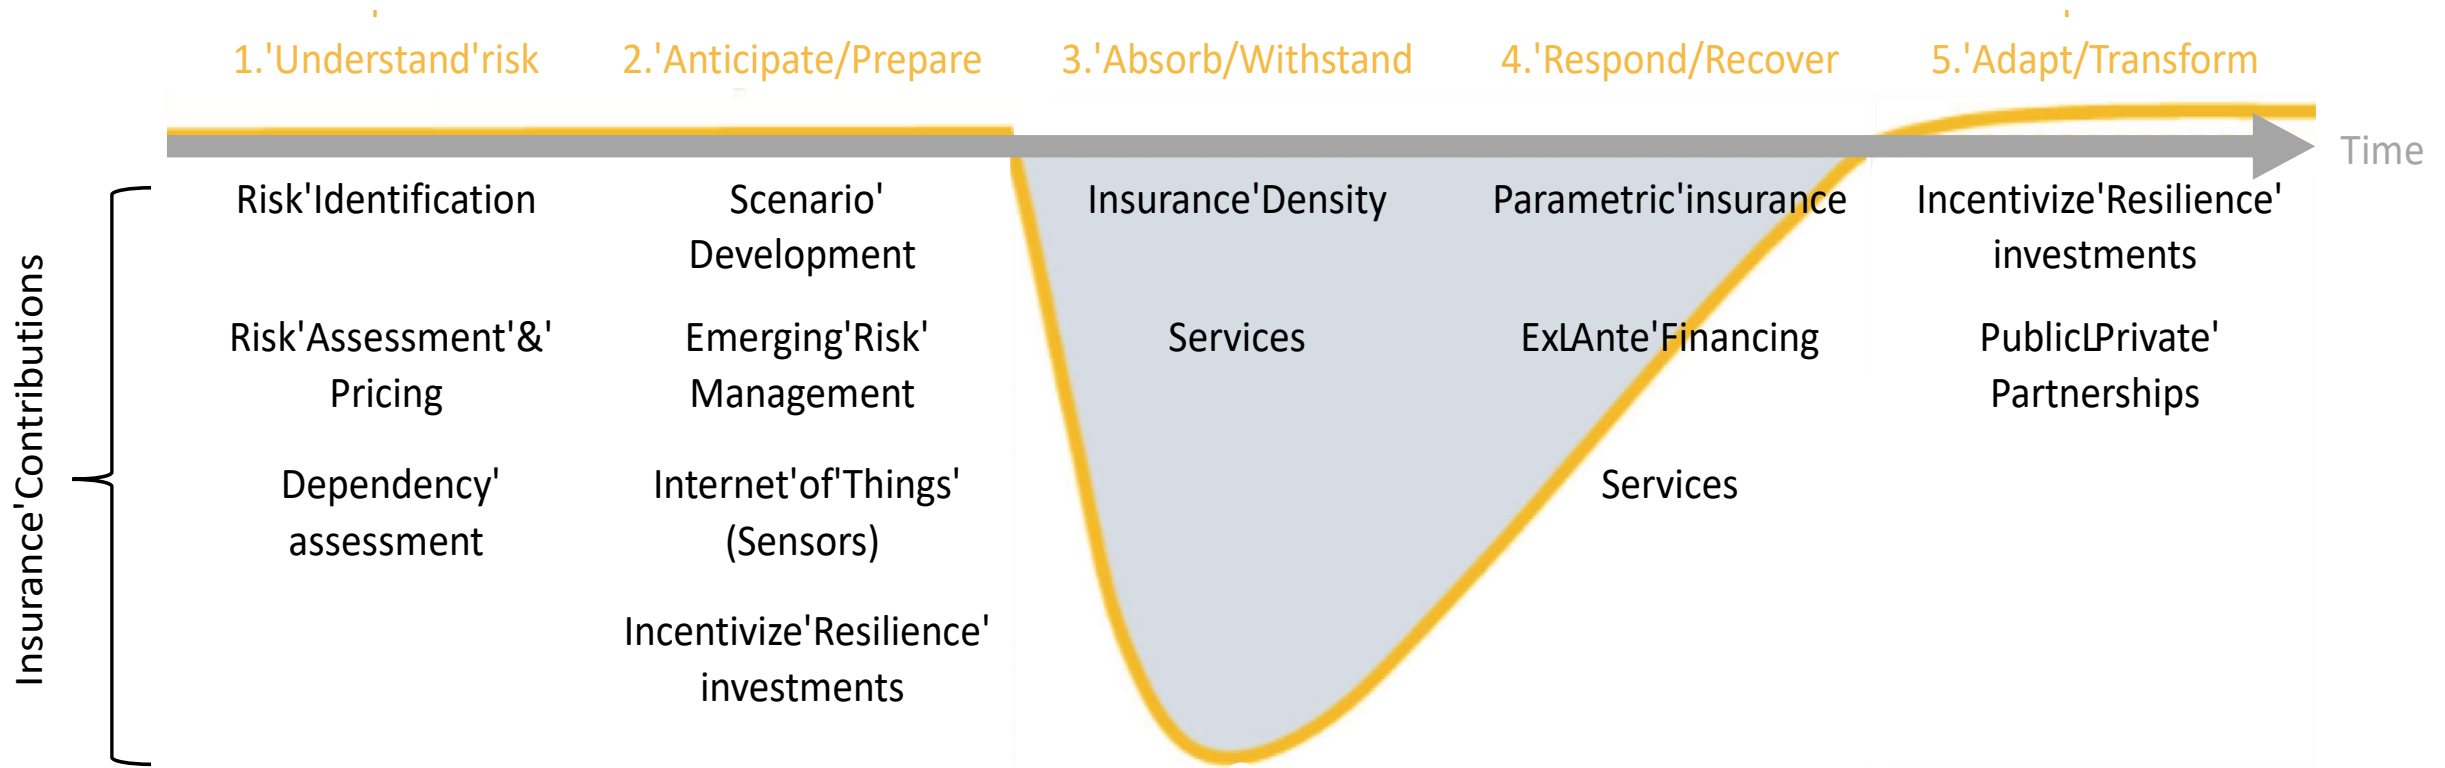 1.'Understand'risk
2.'Anticipate/Prepare
3.'Absorb/Withstand
4.'Respond/Recover
5.'Adapt/Transform
Time
Insurance'Contributions
Risk'Identification
Risk'Assessment'&'
Pricing
Dependency'
assessment
Scenario'
Development
Emerging'Risk'
Management
Internet'of'Things'
(Sensors)
Incentivize'Resilience'
investments
Insurance'Density
Services
Parametric'insurance
ExLAnte'Financing
Services
Incentivize'Resilience'
investments
PublicLPrivate'
Partnerships